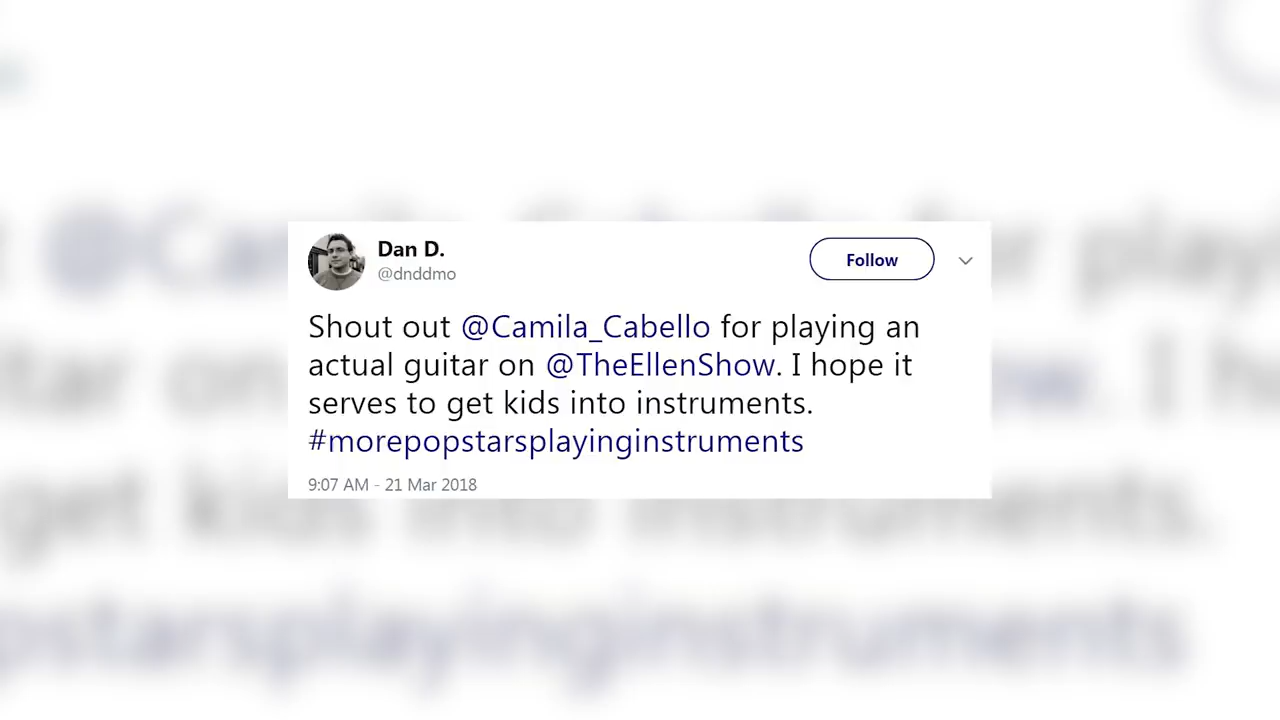 Dan D.
@dnddmo
Follow
Shout out @Camila_Cabello for playing an
actual guitar on @TheEllenShow. I hope it
serves to get kids into instruments.
#morepopstarsplayinginstruments
9:07 AM - 21 Mar 2018